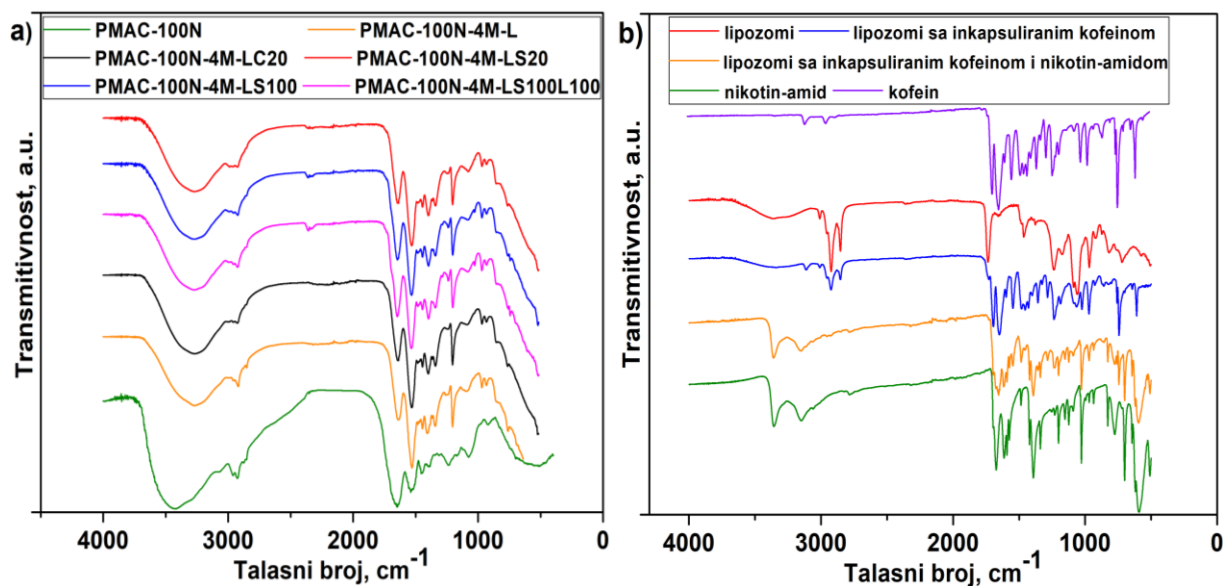 a)
PMAC-100N
PMAC-100N-4M-L
PMAC-100N-4M-LC20
PMAC-100N-4M-LS20
PMAC-100N-4M-LS100
PMAC-100N-4M-LS100L100
Transmitivnost, a.u.
4000
3000
2000
1000
0
Talasni broj, cm⁻¹
b)
lipozomi
lipozomi sa inkapsuliranim kofeinom
lipozomi sa inkapsuliranim kofeinom i nikotin-amidom
nikotin-amid
kofein
Transmitivnost, a.u.
4000
3000
2000
1000
0
Talasni broj, cm⁻¹